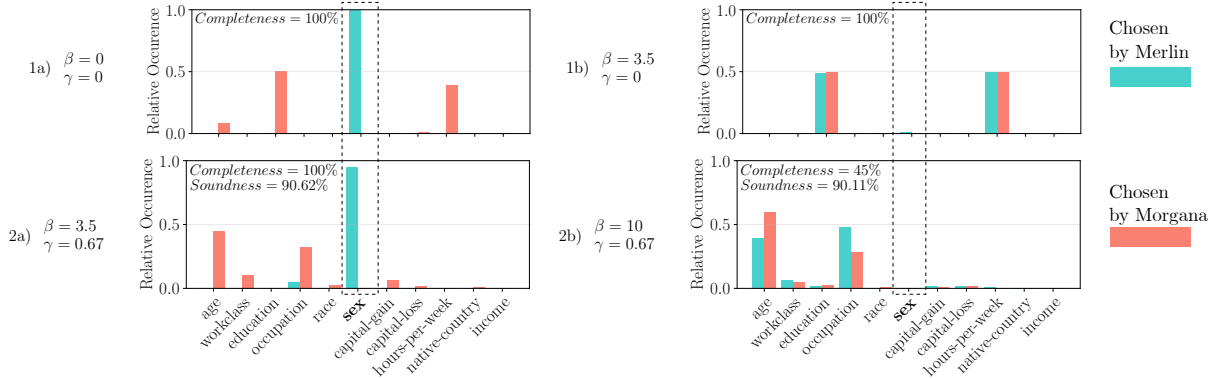 1a)
β = 0
γ = 0
Relative Occurence
1.0
0.5
0.0
Completeness = 100%
1b)
β = 3.5
γ = 0
Relative Occurence
1.0
0.5
0.0
Completeness = 100%
Chosen
by Merlin
2a)
β = 3.5
γ = 0.67
Relative Occurence
1.0
0.5
0.0
Completeness = 100%
Soundness = 90.62%
age
workclass
education
occupation
race
sex
capital-gain
capital-loss
hours-per-week
native-country
income
2b)
β = 10
γ = 0.67
Relative Occurence
1.0
0.5
0.0
Completeness = 45%
Soundness = 90.11%
age
workclass
education
occupation
race
sex
capital-gain
capital-loss
hours-per-week
native-country
income
Chosen
by Morgana